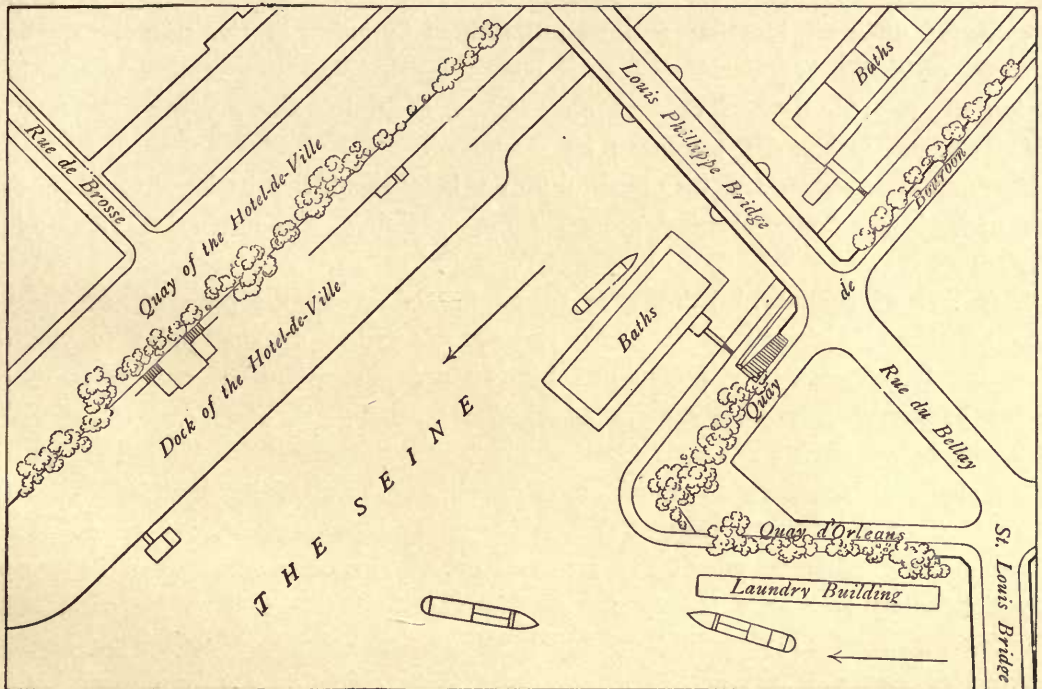 Rue de Brosse
Quay of the Hotel-de-Ville
Dock of the Hotel-de-Ville
THE SEINE
Louis Phillippe Bridge
Baths
Baths
Quay
de
Bourbon
Rue du Bellay
Quay d'Orleans
Laundry Building
St. Louis Bridge